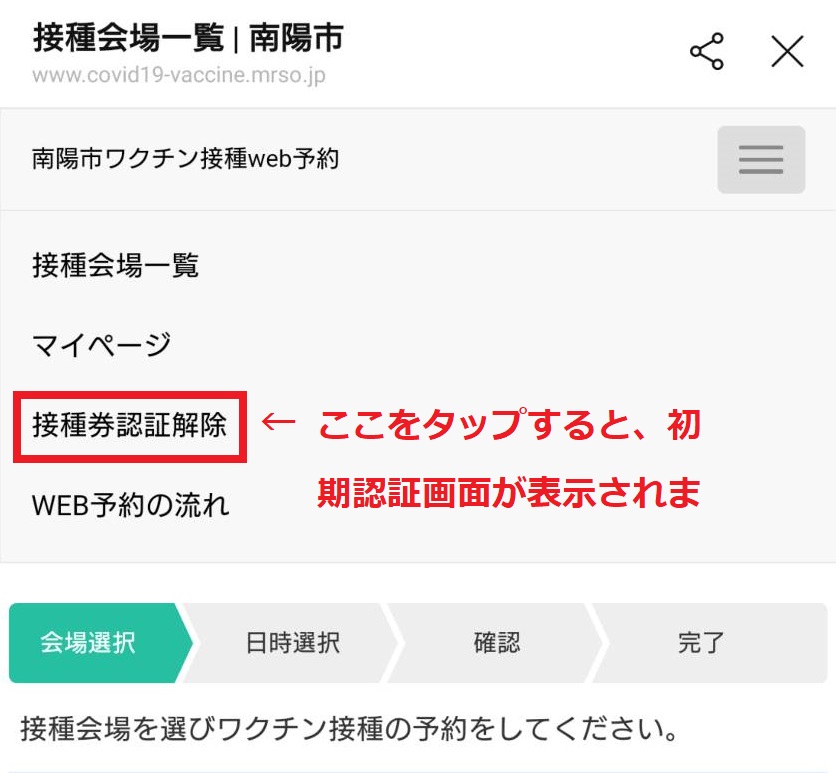 接種会場一覧 | 南陽市
www.covid19-vaccine.mrso.jp
南陽市ワクチン接種web予約
接種会場一覧
マイページ
接種券認証解除
← ここをタップすると、初
期認証画面が表示されま
WEB予約の流れ
会場選択 日時選択 確認 完了
接種会場を選びワクチン接種の予約をしてください。